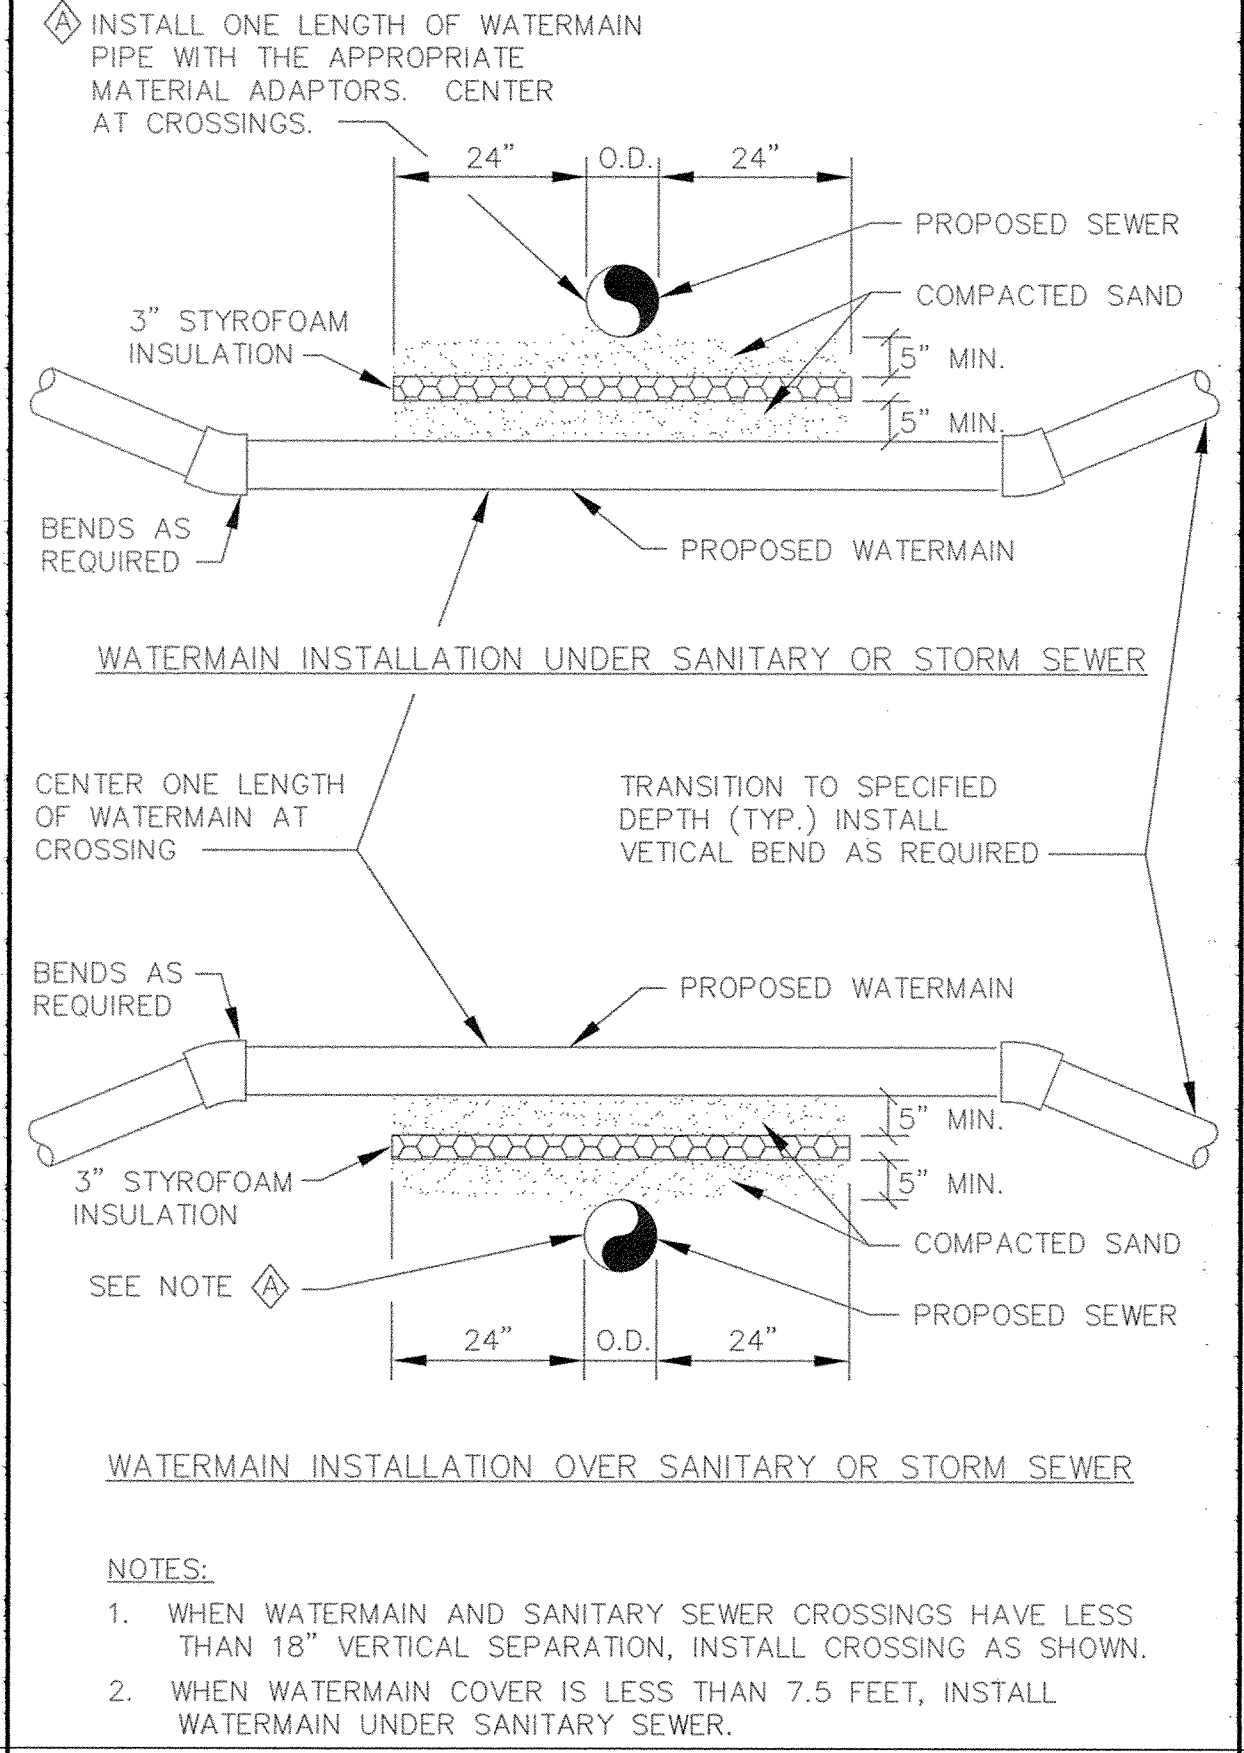 A INSTALL ONE LENGTH OF WATERMAIN
PIPE WITH THE APPROPRIATE
MATERIAL ADAPTORS. CENTER
AT CROSSINGS.
24" O.D. 24"
PROPOSED SEWER
COMPACTED SAND
3" STYROFOAM
INSULATION
5" MIN.
5" MIN.
BENDS AS
REQUIRED
PROPOSED WATERMAIN
WATERMAIN INSTALLATION UNDER SANITARY OR STORM SEWER
CENTER ONE LENGTH
OF WATERMAIN AT
CROSSING
TRANSITION TO SPECIFIED
DEPTH (TYP.) INSTALL
VETICAL BEND AS REQUIRED
BENDS AS
REQUIRED
PROPOSED WATERMAIN
5" MIN.
5" MIN.
3" STYROFOAM
INSULATION
COMPACTED SAND
SEE NOTE A
PROPOSED SEWER
24" O.D. 24"
WATERMAIN INSTALLATION OVER SANITARY OR STORM SEWER
NOTES:
1. WHEN WATERMAIN AND SANITARY SEWER CROSSINGS HAVE LESS
THAN 18" VERTICAL SEPARATION, INSTALL CROSSING AS SHOWN.
2. WHEN WATERMAIN COVER IS LESS THAN 7.5 FEET, INSTALL
WATERMAIN UNDER SANITARY SEWER.